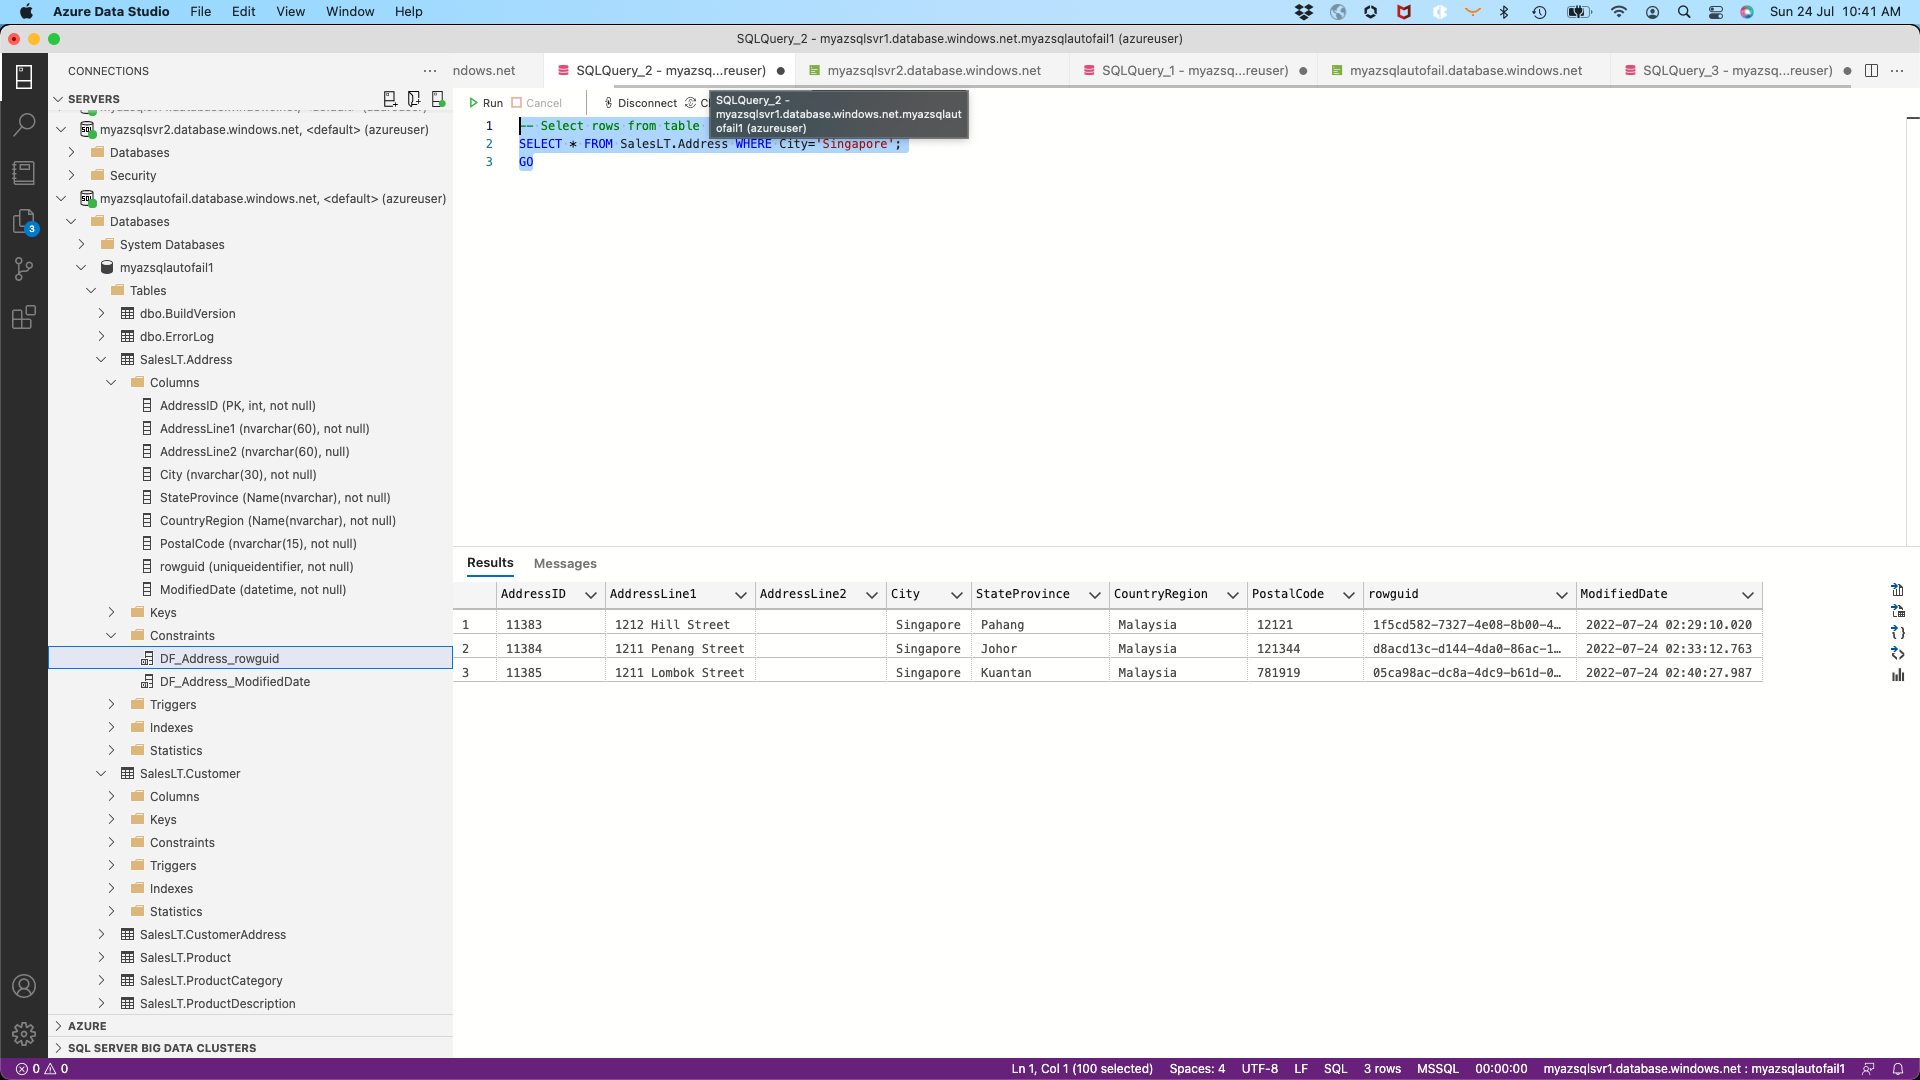 Azure Data Studio File Edit View Window Help Sun 24 Jul 10:41 AM
SQLQuery_2 - myazsqlsvr1.database.windows.net.myazsqlautofail1 (azureuser)
CONNECTIONS
ndows.net
SQLQuery_2 - myazsq...reuser)
myazsqlsvr2.database.windows.net
SQLQuery_1 - myazsq...reuser)
myazsqlautofail.database.windows.net
SQLQuery_3 - myazsq...reuser)
SERVERS
myazsqlsvr2.database.windows.net, <default> (azureuser)
Databases
Security
myazsqlautofail.database.windows.net, <default> (azureuser)
Databases
System Databases
myazsqlautofail1
Tables
dbo.BuildVersion
dbo.ErrorLog
SalesLT.Address
Columns
AddressID (PK, int, not null)
AddressLine1 (nvarchar(60), not null)
AddressLine2 (nvarchar(60), null)
City (nvarchar(30), not null)
StateProvince (Name(nvarchar), not null)
CountryRegion (Name(nvarchar), not null)
PostalCode (nvarchar(15), not null)
rowguid (uniqueidentifier, not null)
ModifiedDate (datetime, not null)
Keys
Constraints
DF_Address_rowguid
DF_Address_ModifiedDate
Triggers
Indexes
Statistics
SalesLT.Customer
Columns
Keys
Constraints
Triggers
Indexes
Statistics
SalesLT.CustomerAddress
SalesLT.Product
SalesLT.ProductCategory
SalesLT.ProductDescription
AZURE
SQL SERVER BIG DATA CLUSTERS
3
Run Cancel Disconnect
SQLQuery_2 -
myazsqlsvr1.database.windows.net.myazsqlaut
ofail1 (azureuser)
1 -- Select rows from table
2 SELECT * FROM SalesLT.Address WHERE City='Singapore';
3 GO
Results Messages
AddressID AddressLine1 AddressLine2 City StateProvince CountryRegion PostalCode rowguid ModifiedDate
1 11383 1212 Hill Street Singapore Pahang Malaysia 12121 1f5cd582-7327-4e08-8b00-4… 2022-07-24 02:29:10.020
2 11384 1211 Penang Street Singapore Johor Malaysia 121344 d8acd13c-d144-4da0-86ac-1… 2022-07-24 02:33:12.763
3 11385 1211 Lombok Street Singapore Kuantan Malaysia 781919 05ca98ac-dc8a-4dc9-b61d-0… 2022-07-24 02:40:27.987
0 0 Ln 1, Col 1 (100 selected) Spaces: 4 UTF-8 LF SQL 3 rows MSSQL 00:00:00 myazsqlsvr1.database.windows.net : myazsqlautofail1